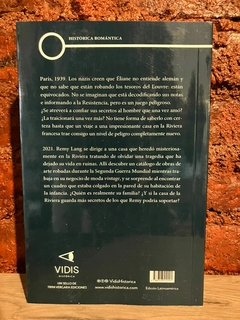 HISTÓRICA ROMÁNTICA
París, 1939. Los nazis creen que Eliane no entiende alemán y
que no sabe que están robando los tesoros del Louvre: están
equivocados. No se imaginan que está decodificando sus notas
e informando a la Resistencia, pero es un juego peligroso.
¿Se atreverá a confiar sus secretos al hombre que una vez amó?
¿La traicionará una vez más? No tiene forma de saberlo con cer-
teza hasta que un viaje a una impresionante casa en la Riviera
francesa trae consigo un nivel de peligro completamente nuevo.
2021. Remy Lang se dirige a una casa que heredó misteriosa-
mente en la Riviera tratando de olvidar una tragedia que ha
dejado su vida en ruinas. Allí descubre un catálogo de obras de
arte robadas durante la Segunda Guerra Mundial mientras tra-
baja en su negocio de moda vintage, y se sorprende al encontrar
un cuadro que estaba colgado en la pared de su habitación de
la infancia. ¿Quién es realmente su familia? ¿Y si la casa de
la Riviera guarda más secretos de los que Remy podría soportar?
VIDIS
HISTÓRICA
UN SELLO DE
TRINI VERGARA EDICIONES
VidisHistorica
www.vidishistorica.com
Edición Latinoamérica